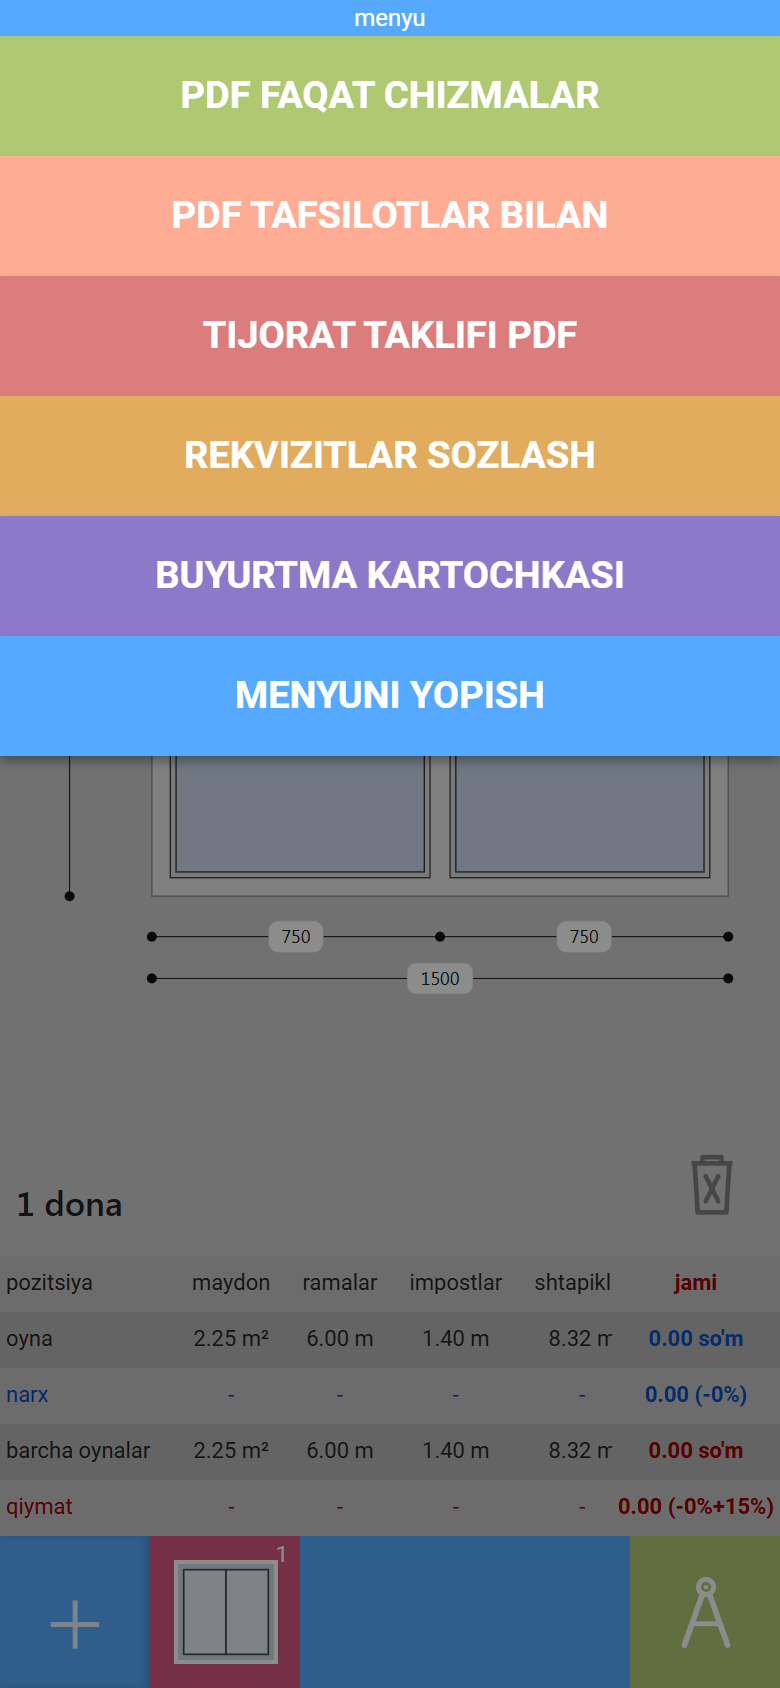 menyu
PDF FAQAT CHIZMALAR
PDF TAFSILOTLAR BILAN
TIJORAT TAKLIFI PDF
REKVIZITLAR SOZLASH
BUYURTMA KARTOCHKASI
MENYUNI YOPISH
750 750
1500
1 dona
pozitsiya maydon ramalar impostlar shtapikl jami
oyna 2.25 m² 6.00 m 1.40 m 8.32 m 0.00 so'm
narx - - - - 0.00 (-0%)
barcha oynalar 2.25 m² 6.00 m 1.40 m 8.32 m 0.00 so'm
qiymat - - - - 0.00 (-0%+15%)
1